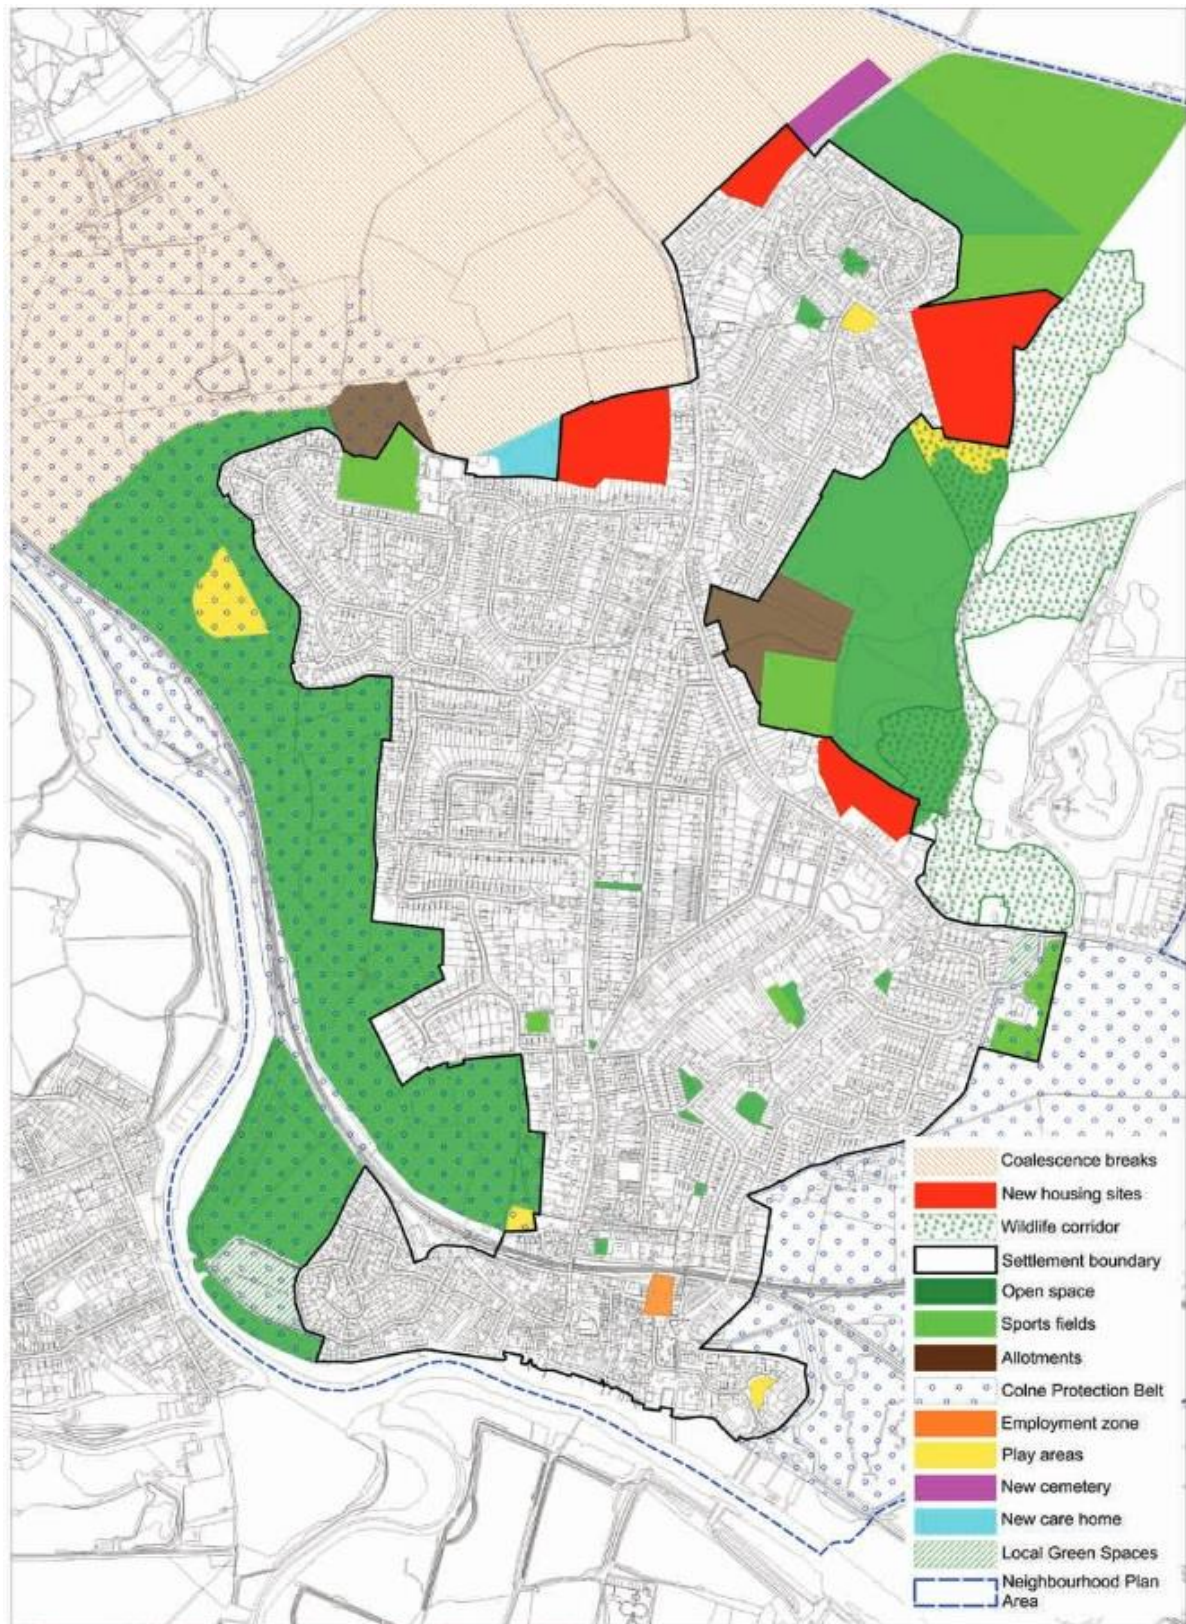 Coalescence breaks
New housing sites
Wildlife corridor
Settlement boundary
Open space
Sports fields
Allotments
Colne Protection Belt
Employment zone
Play areas
New cemetery
New care home
Local Green Spaces
Neighbourhood Plan
Area